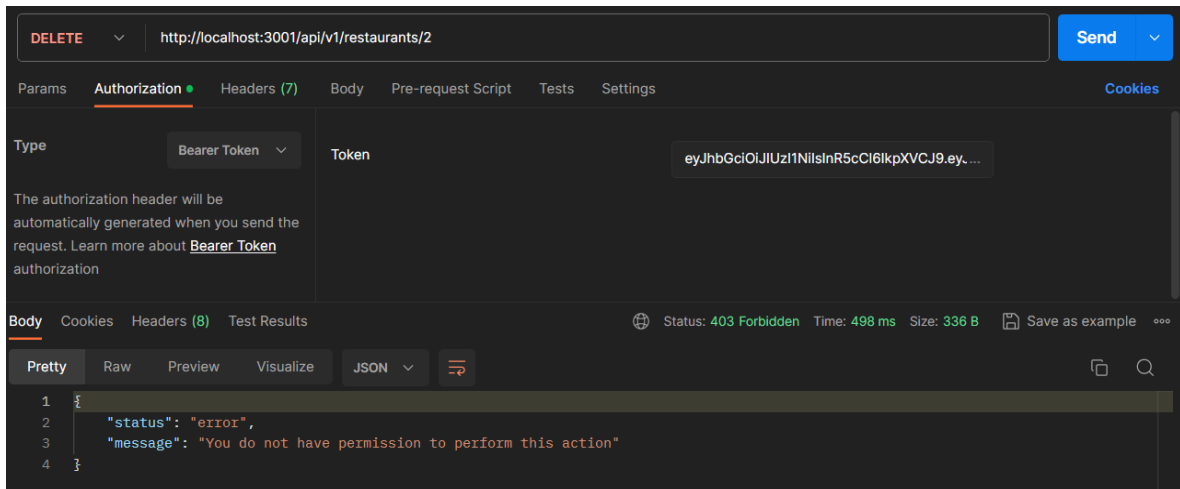 DELETE http://localhost:3001/api/v1/restaurants/2 Send
Params Authorization Headers (7) Body Pre-request Script Tests Settings Cookies
Type Bearer Token Token eyJhbGciOiJIUzI1NiIsInR5cCI6IkpXVCJ9.eyJ...
The authorization header will be
automatically generated when you send the
request. Learn more about Bearer Token
authorization
Body Cookies Headers (8) Test Results Status: 403 Forbidden Time: 498 ms Size: 336 B Save as example
Pretty Raw Preview Visualize JSON
1 {
2 "status": "error",
3 "message": "You do not have permission to perform this action"
4 }